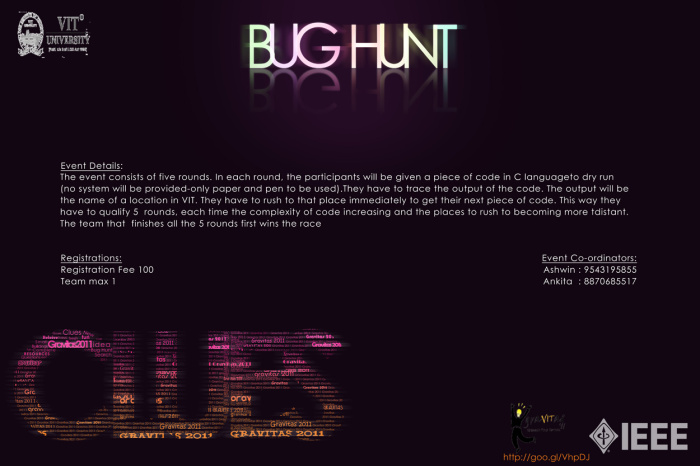 VIT
UNIVERSITY
BUG HUNT
Event Details:
The event consists of five rounds. In each round, the participants will be given a piece of code in C languageto dry run
(no system will be provided-only paper and pen to be used).They have to trace the output of the code. The output will be
the name of a location in VIT. They have to rush to that place immediately to get their next piece of code. This way they
have to qualify 5 rounds, each time the complexity of code increasing and the places to rush to becoming more tdistant.
The team that finishes all the 5 rounds first wins the race
Registrations:
Registration Fee 100
Team max 1
Event Co-ordinators:
Ashwin : 9543195855
Ankita : 8870685517
CLUES
Gravitas2011
GRAVITAS 2011
GRAVITAS 2011
graVITas
IEEE
http://goo.gl/VhpDJ